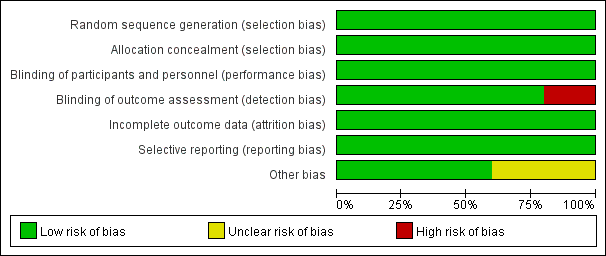 Random sequence generation (selection bias)
Allocation concealment (selection bias)
Blinding of participants and personnel (performance bias)
Blinding of outcome assessment (detection bias)
Incomplete outcome data (attrition bias)
Selective reporting (reporting bias)
Other bias
0% 25% 50% 75% 100%
Low risk of bias Unclear risk of bias High risk of bias